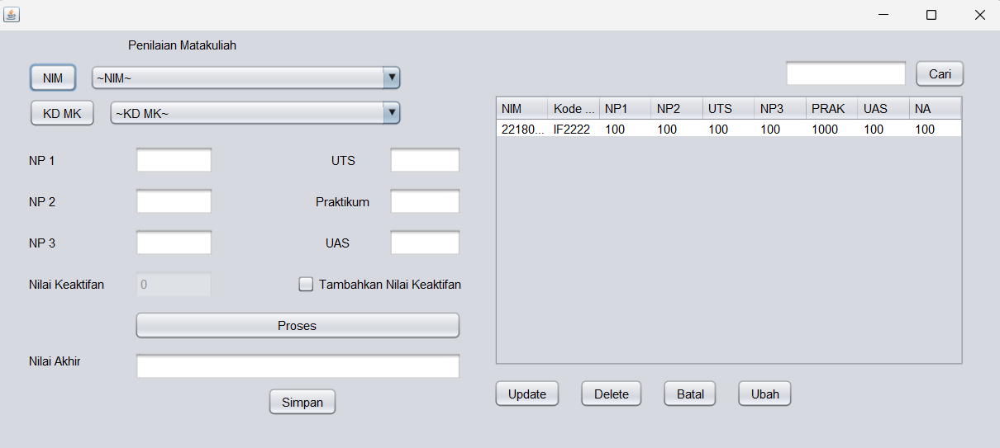 Penilaian Matakuliah
NIM ~NIM~
KD MK ~KD MK~
NP 1 UTS
NP 2 Praktikum
NP 3 UAS
Nilai Keaktifan 0 Tambahkan Nilai Keaktifan
Proses
Nilai Akhir
Simpan
Cari
NIM Kode ... NP1 NP2 UTS NP3 PRAK UAS NA
22180... IF2222 100 100 100 100 1000 100 100
Update Delete Batal Ubah